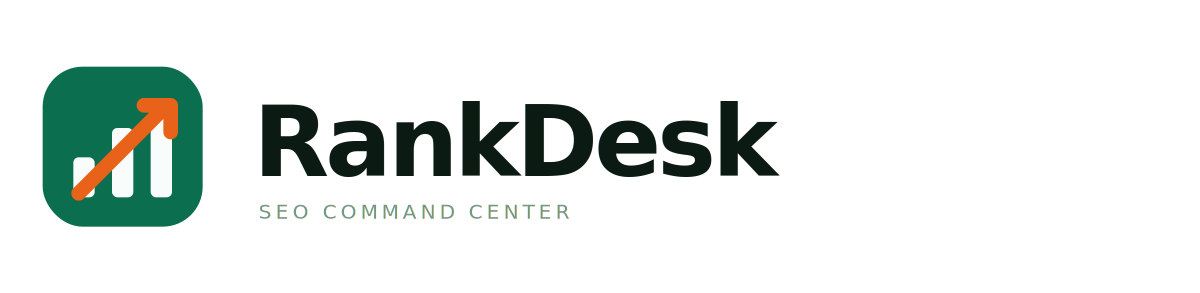 RankDesk
SEO COMMAND CENTER